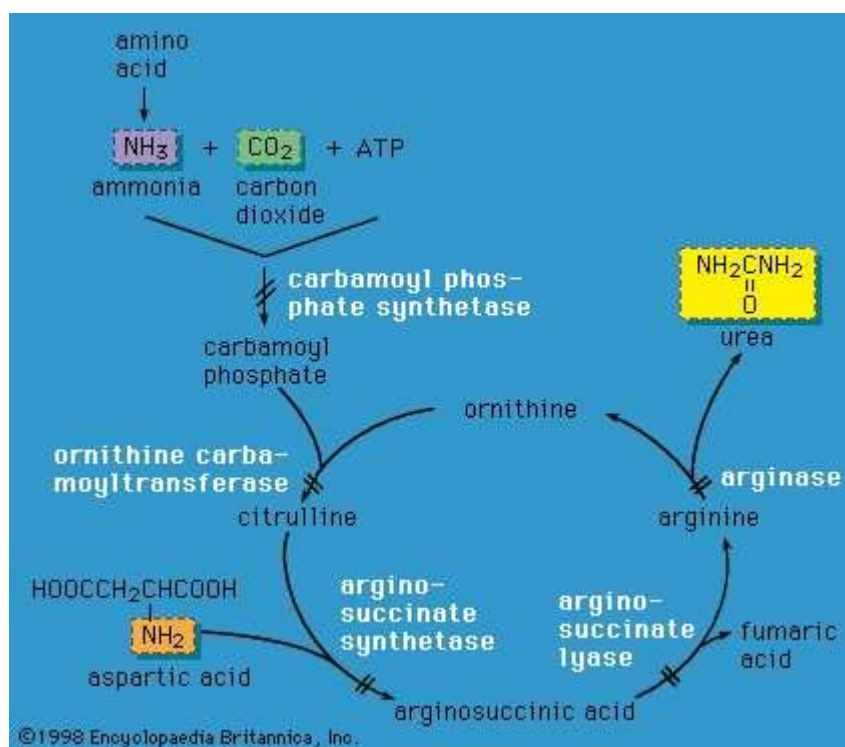 amino
acid
NH₃ + CO₂ + ATP
ammonia carbon
dioxide
carbamoyl phos-
phate synthetase
carbamoyl
phosphate
NH₂CNH₂
O
urea
ornithine
ornithine carba-
moyltransferase
citrulline
arginase
arginine
HOOCCH₂CHCOOH
NH₂
aspartic acid
argino-
succinate
synthetase
argino-
succinate
lyase
fumaric
acid
arginosuccinic acid
©1998 Encyclopaedia Britannica, Inc.